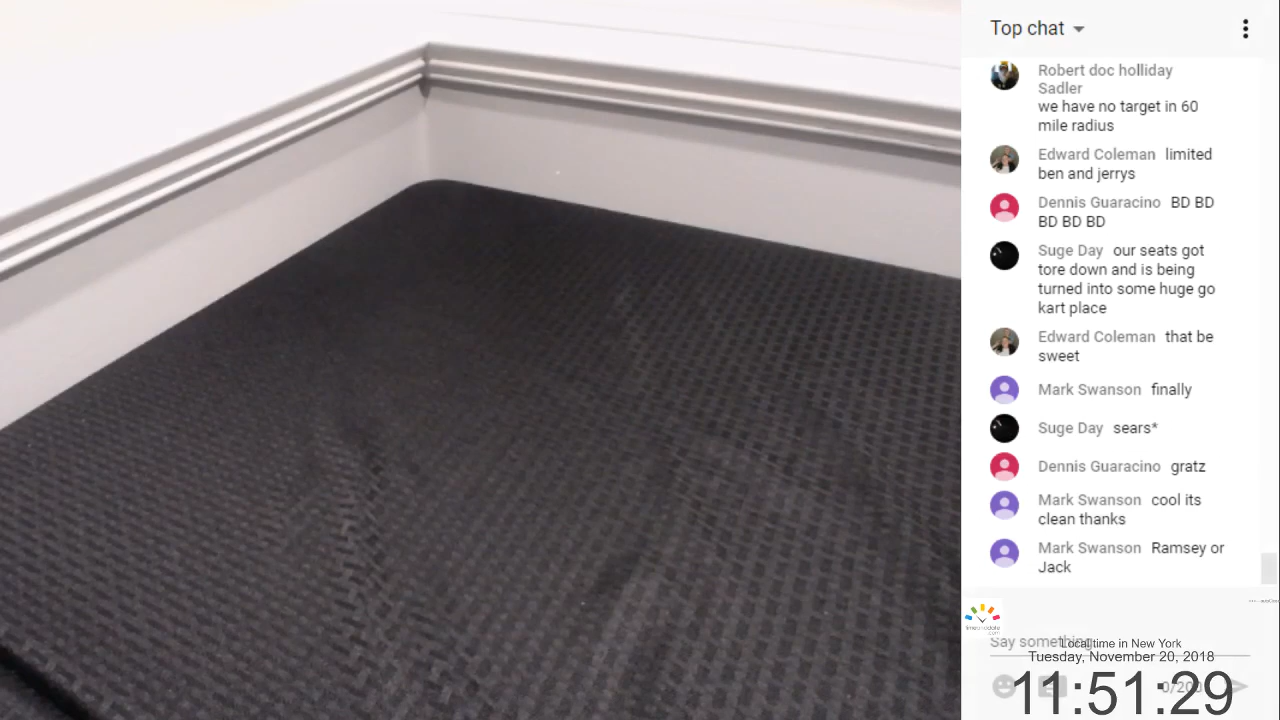 Top chat
Robert doc holliday
Sadler
we have no target in 60
mile radius
Edward Coleman limited
ben and jerrys
Dennis Guaracino BD BD
BD BD BD
Suge Day our seats got
tore down and is being
turned into some huge go
kart place
Edward Coleman that be
sweet
Mark Swanson finally
Suge Day sears*
Dennis Guaracino gratz
Mark Swanson cool its
clean thanks
Mark Swanson Ramsey or
Jack
Say something...
Local time in New York
Tuesday, November 20, 2018
0/200
11:51:29